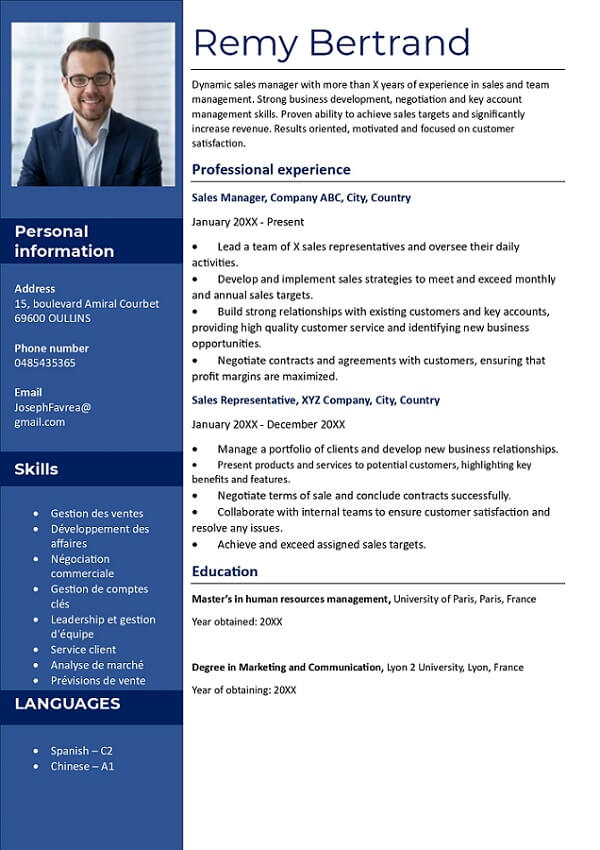 Remy Bertrand
Dynamic sales manager with more than X years of experience in sales and team
management. Strong business development, negotiation and key account
management skills. Proven ability to achieve sales targets and significantly
increase revenue. Results oriented, motivated and focused on customer
satisfaction.
Professional experience
Sales Manager, Company ABC, City, Country
January 20XX - Present
• Lead a team of X sales representatives and oversee their daily
activities.
• Develop and implement sales strategies to meet and exceed monthly
and annual sales targets.
• Build strong relationships with existing customers and key accounts,
providing high quality customer service and identifying new business
opportunities.
• Negotiate contracts and agreements with customers, ensuring that
profit margins are maximized.
Sales Representative, XYZ Company, City, Country
January 20XX - December 20XX
• Manage a portfolio of clients and develop new business relationships.
• Present products and services to potential customers, highlighting key
benefits and features.
• Negotiate terms of sale and conclude contracts successfully.
• Collaborate with internal teams to ensure customer satisfaction and
resolve any issues.
• Achieve and exceed assigned sales targets.
Education
Master's in human resources management, University of Paris, Paris, France
Year obtained: 20XX
Degree in Marketing and Communication, Lyon 2 University, Lyon, France
Year of obtaining: 20XX
Personal
information
Address
15, boulevard Amiral Courbet
69600 OULLINS
Phone number
0485435365
Email
JosephFavrea@
gmail.com
Skills
• Gestion des ventes
• Développement des
affaires
• Négociation
commerciale
• Gestion de comptes
clés
• Leadership et gestion
d'équipe
• Service client
• Analyse de marché
• Prévisions de vente
LANGUAGES
• Spanish – C2
• Chinese – A1